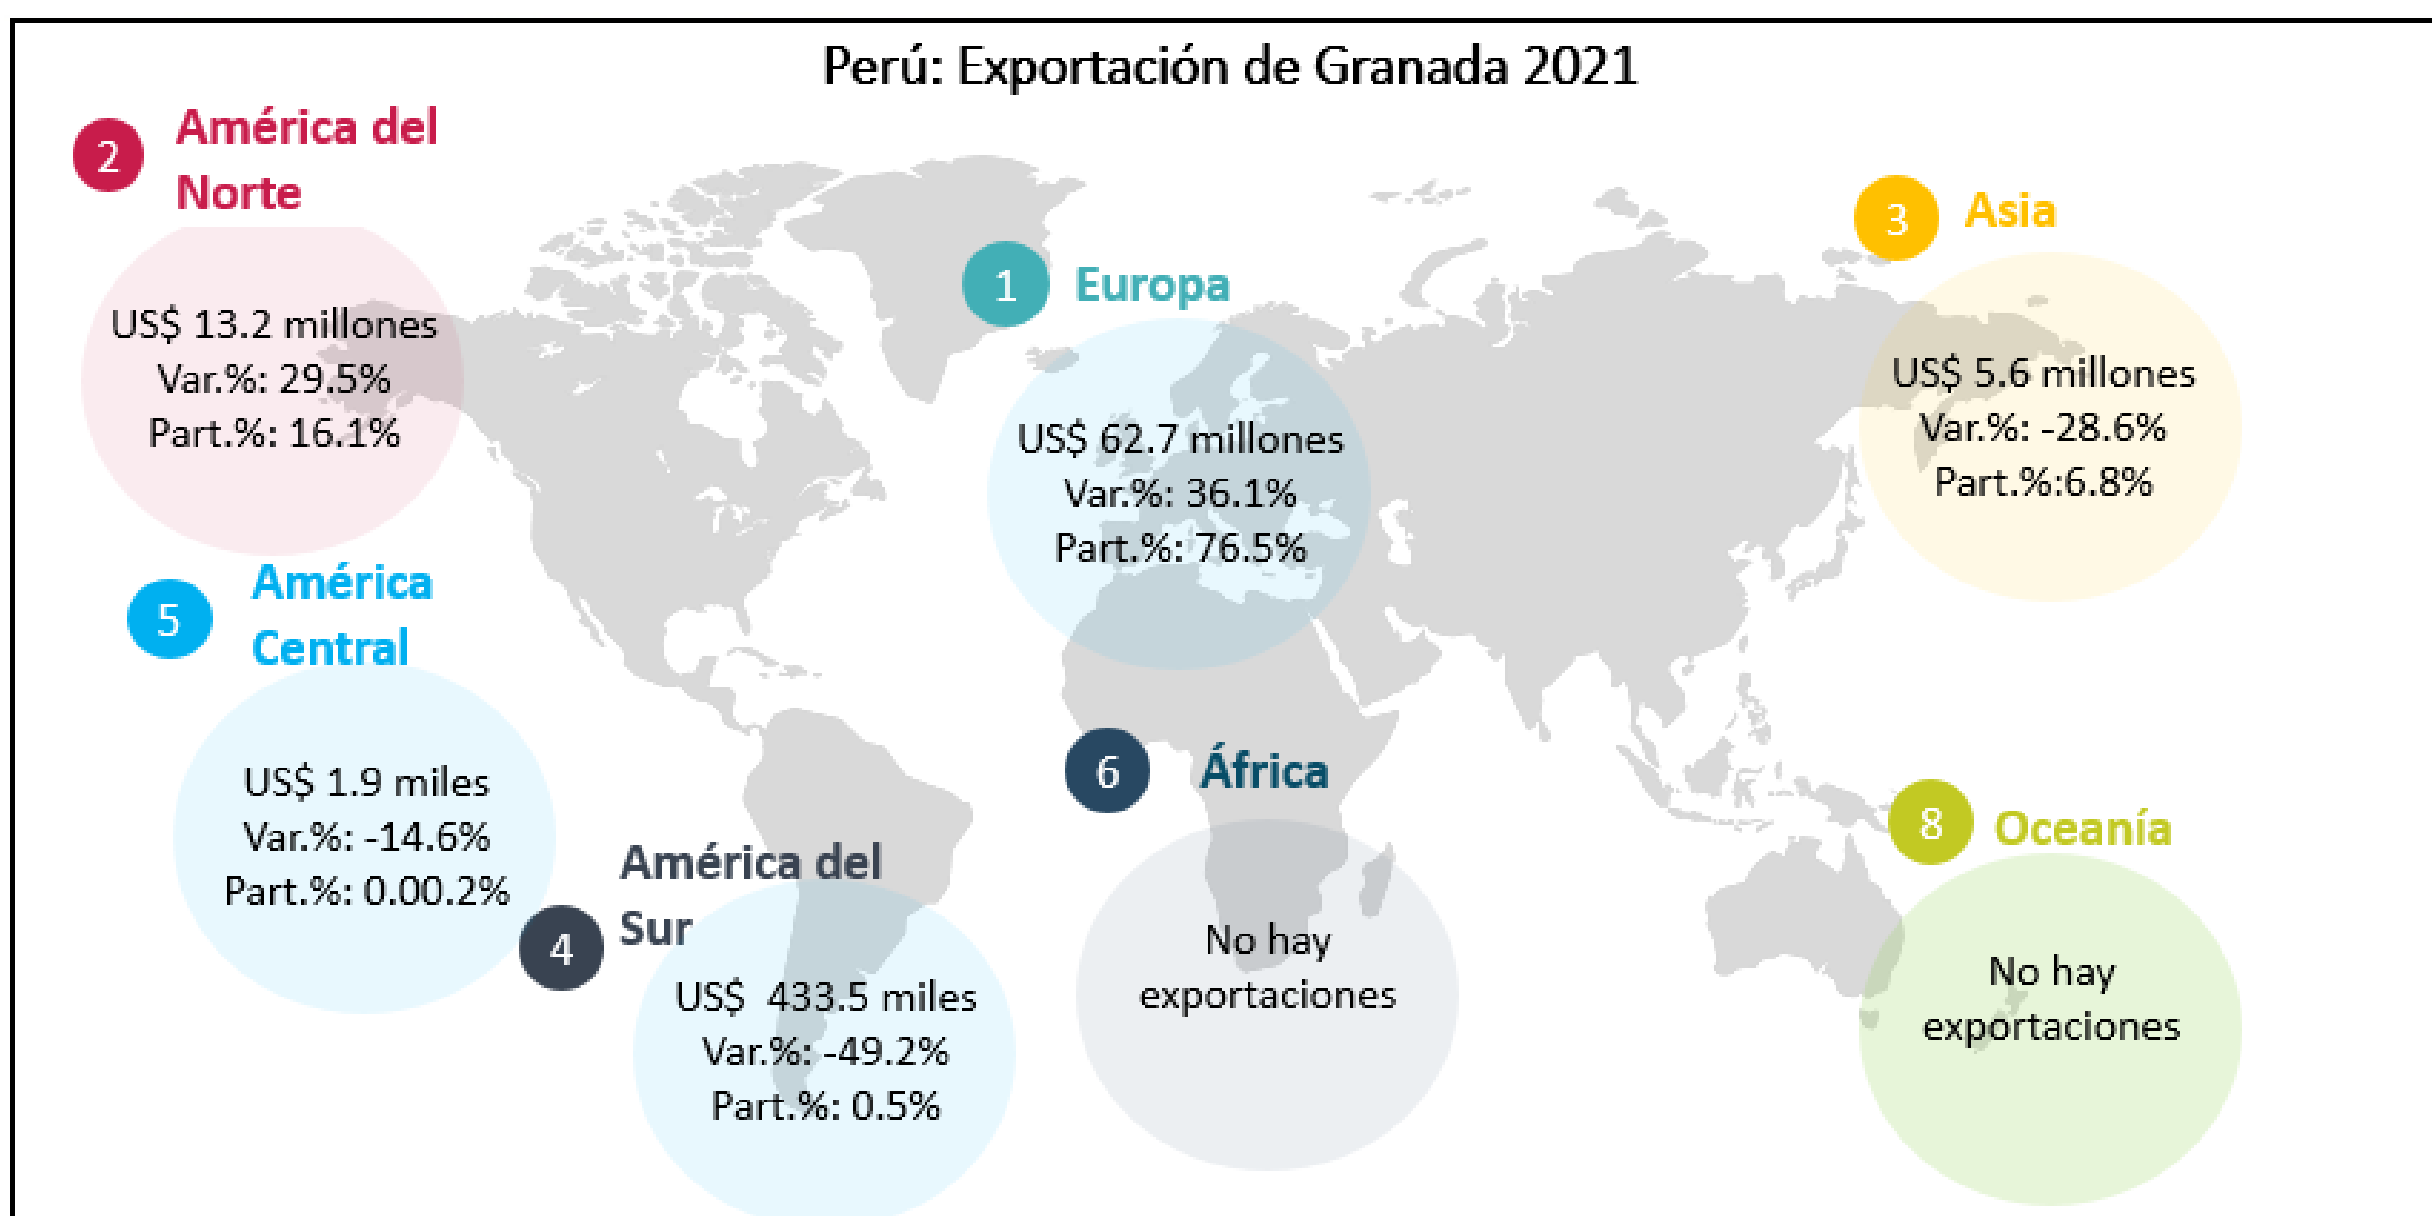 Perú: Exportación de Granada 2021
2
América del
Norte
US$ 13.2 millones
Var.%: 29.5%
Part.%: 16.1%
1
Europa
US$ 62.7 millones
Var.%: 36.1%
Part.%: 76.5%
3
Asia
US$ 5.6 millones
Var.%: -28.6%
Part.%:6.8%
5
América
Central
US$ 1.9 miles
Var.%: -14.6%
Part.%: 0.00.2%
4
América del
Sur
US$  433.5 miles
Var.%: -49.2%
Part.%: 0.5%
6
África
No hay
exportaciones
8
Oceanía
No hay
exportaciones